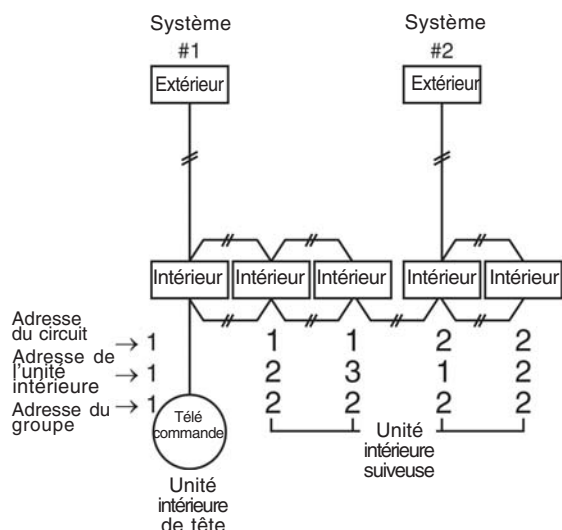 Système
#1
Système
#2
Extérieur
Extérieur
Intérieur
Intérieur
Intérieur
Intérieur
Intérieur
Adresse
du circuit
→ 1
1
1
2
2
Adresse de
l'unité
intérieure
→ 1
2
3
1
2
Adresse du
groupe
→ 1
2
2
2
2
Télé
commande
Unité
intérieure
suiveuse
Unité
intérieure
de tête